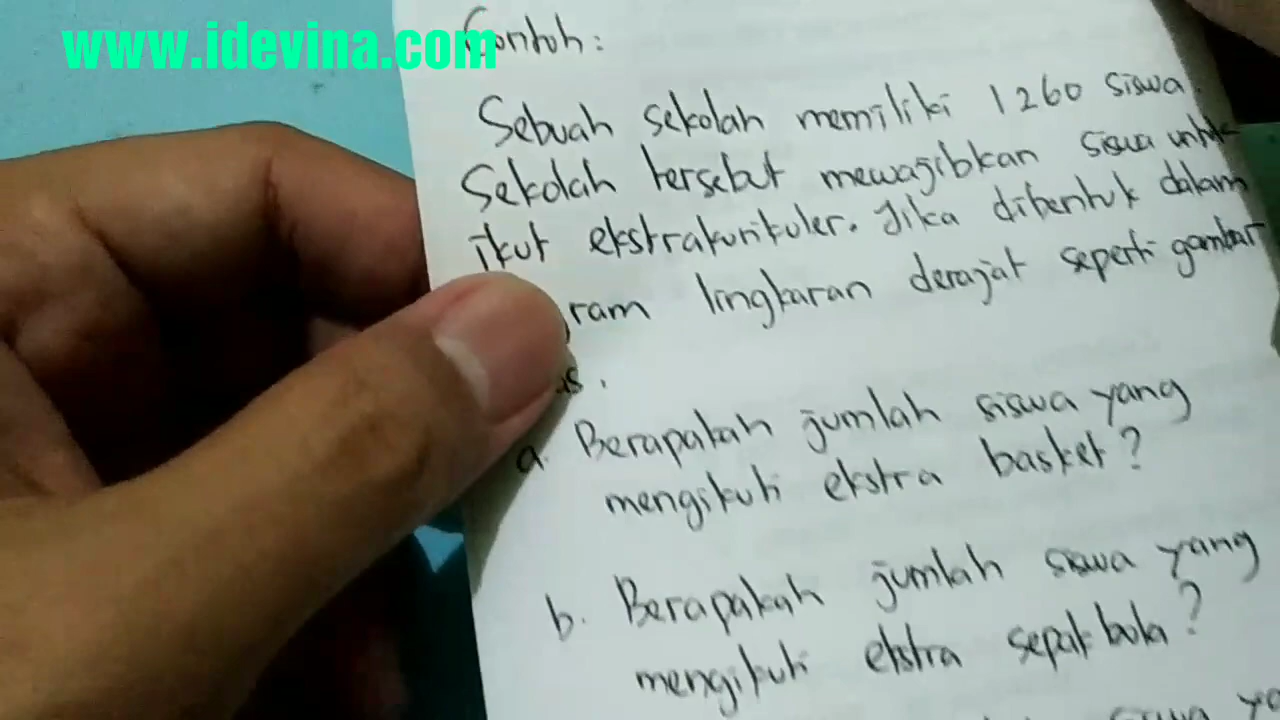 www.idevina.com
Contoh:
Sebuah sekolah memiliki 1260 siswa.
Sekolah tersebut mewajibkan siswa untuk
ikut ekstrakurikuler. Jika dibentuk dalam
ram lingkaran derajat seperti gambar
as.
a. Berapakah jumlah siswa yang
mengikuti ekstra basket?
b. Berapakah jumlah siswa yang
mengikuti ekstra sepak bola?